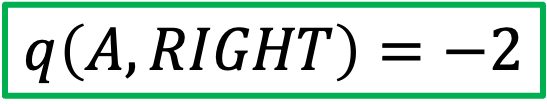 q(A, RIGHT) = −2